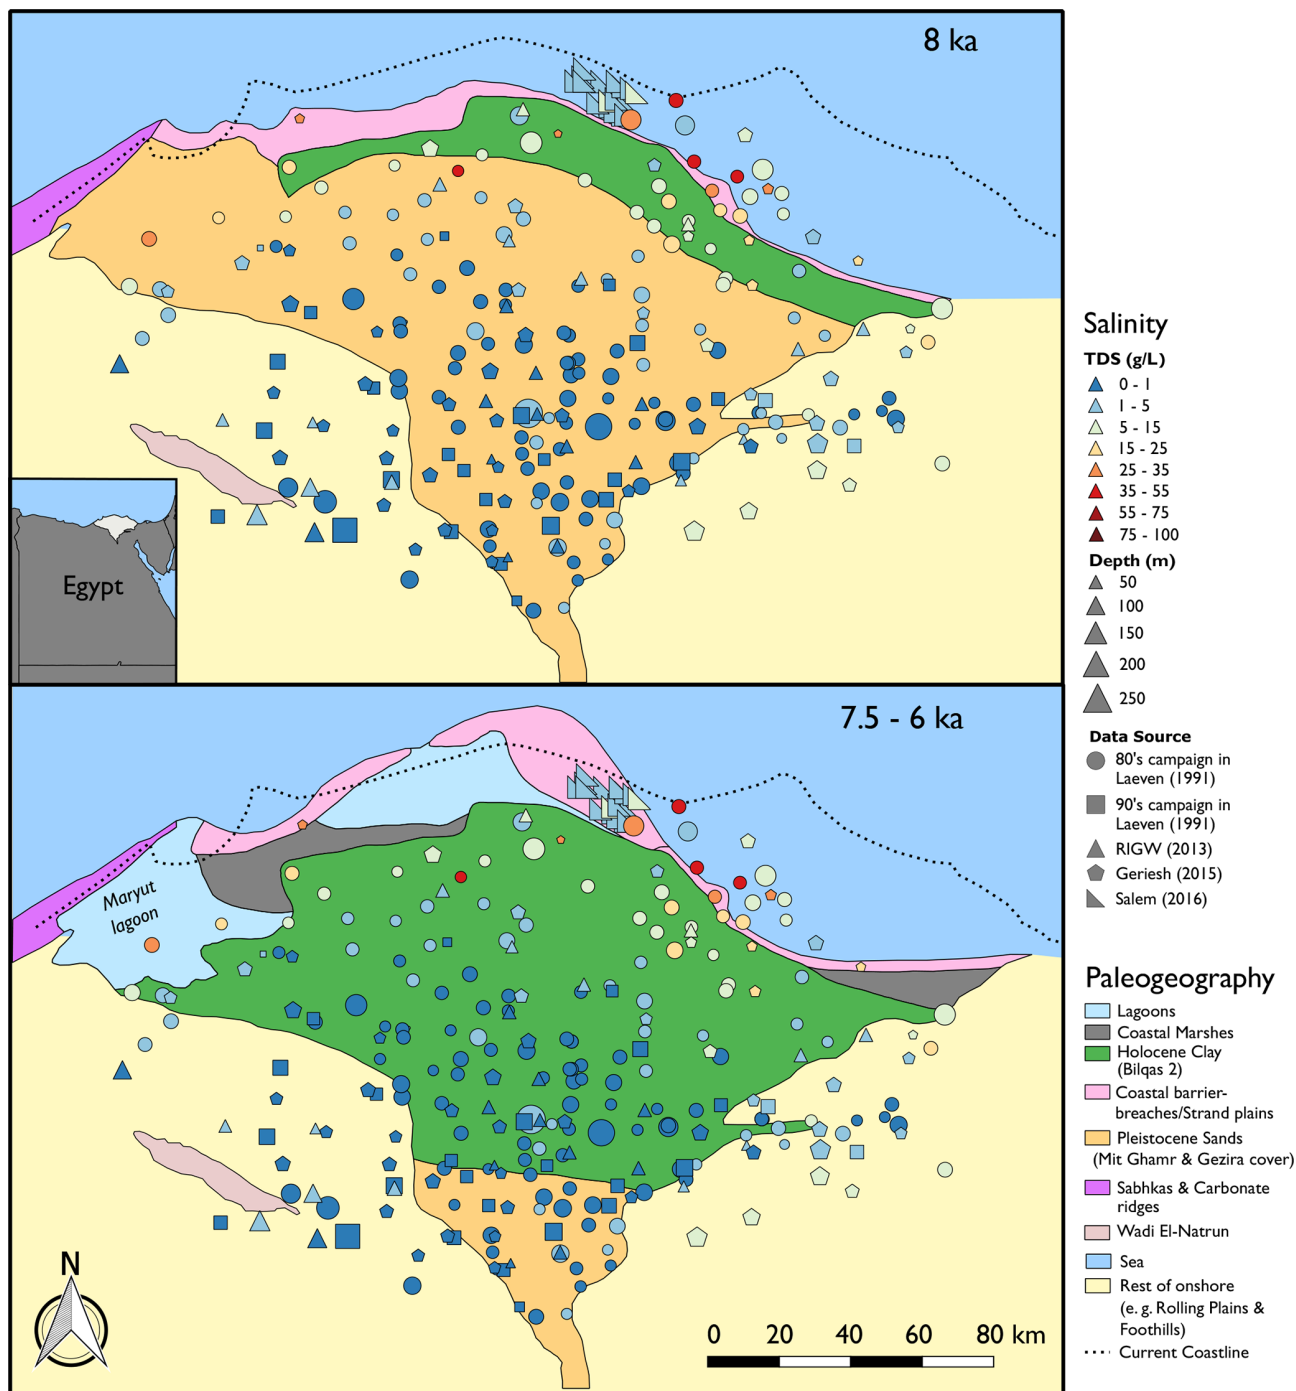 8 ka
Egypt
7.5 - 6 ka
Maryut
lagoon
N
0 20 40 60 80 km
Salinity
TDS (g/L)
0 - 1
1 - 5
5 - 15
15 - 25
25 - 35
35 - 55
55 - 75
75 - 100
Depth (m)
50
100
150
200
250
Data Source
80's campaign in
Laeven (1991)
90's campaign in
Laeven (1991)
RIGW (2013)
Geriesh (2015)
Salem (2016)
Paleogeography
Lagoons
Coastal Marshes
Holocene Clay
(Bilqas 2)
Coastal barrier-
breaches/Strand plains
Pleistocene Sands
(Mit Ghamr & Gezira cover)
Sabhkas & Carbonate
ridges
Wadi El-Natrun
Sea
Rest of onshore
(e. g. Rolling Plains &
Foothills)
Current Coastline